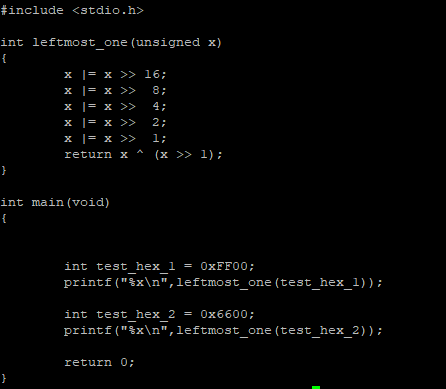 #include <stdio.h>

int leftmost_one(unsigned x)
{
        x |= x >> 16;
        x |= x >>  8;
        x |= x >>  4;
        x |= x >>  2;
        x |= x >>  1;
        return x ^ (x >> 1);
}

int main(void)
{


        int test_hex_1 = 0xFF00;
        printf("%x\n",leftmost_one(test_hex_1));

        int test_hex_2 = 0x6600;
        printf("%x\n",leftmost_one(test_hex_2));

        return 0;
}